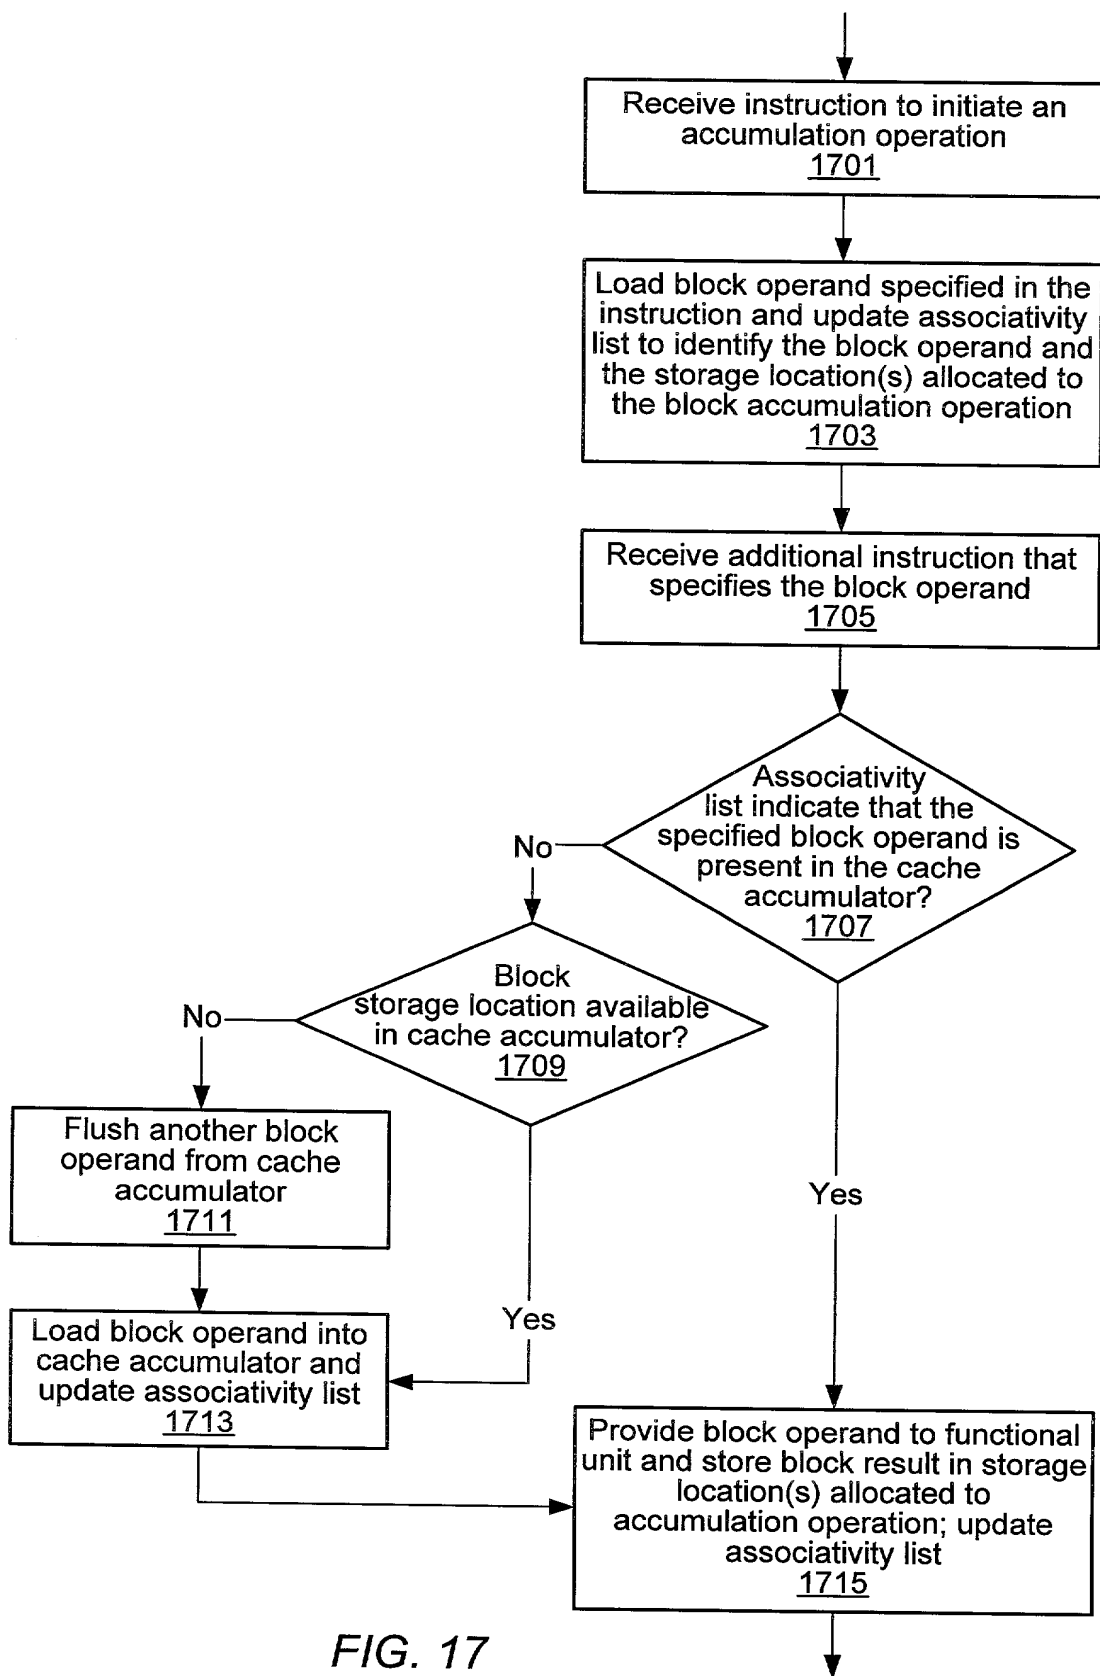 Receive instruction to initiate an
accumulation operation
1701
Load block operand specified in the
instruction and update associativity
list to identify the block operand and
the storage location(s) allocated to
the block accumulation operation
1703
Receive additional instruction that
specifies the block operand
1705
Associativity
list indicate that the
specified block operand is
present in the cache
accumulator?
1707
No
Block
storage location available
in cache accumulator?
1709
No
Flush another block
operand from cache
accumulator
1711
Yes
Yes
Load block operand into
cache accumulator and
update associativity list
1713
Provide block operand to functional
unit and store block result in storage
location(s) allocated to
accumulation operation; update
associativity list
1715
FIG. 17